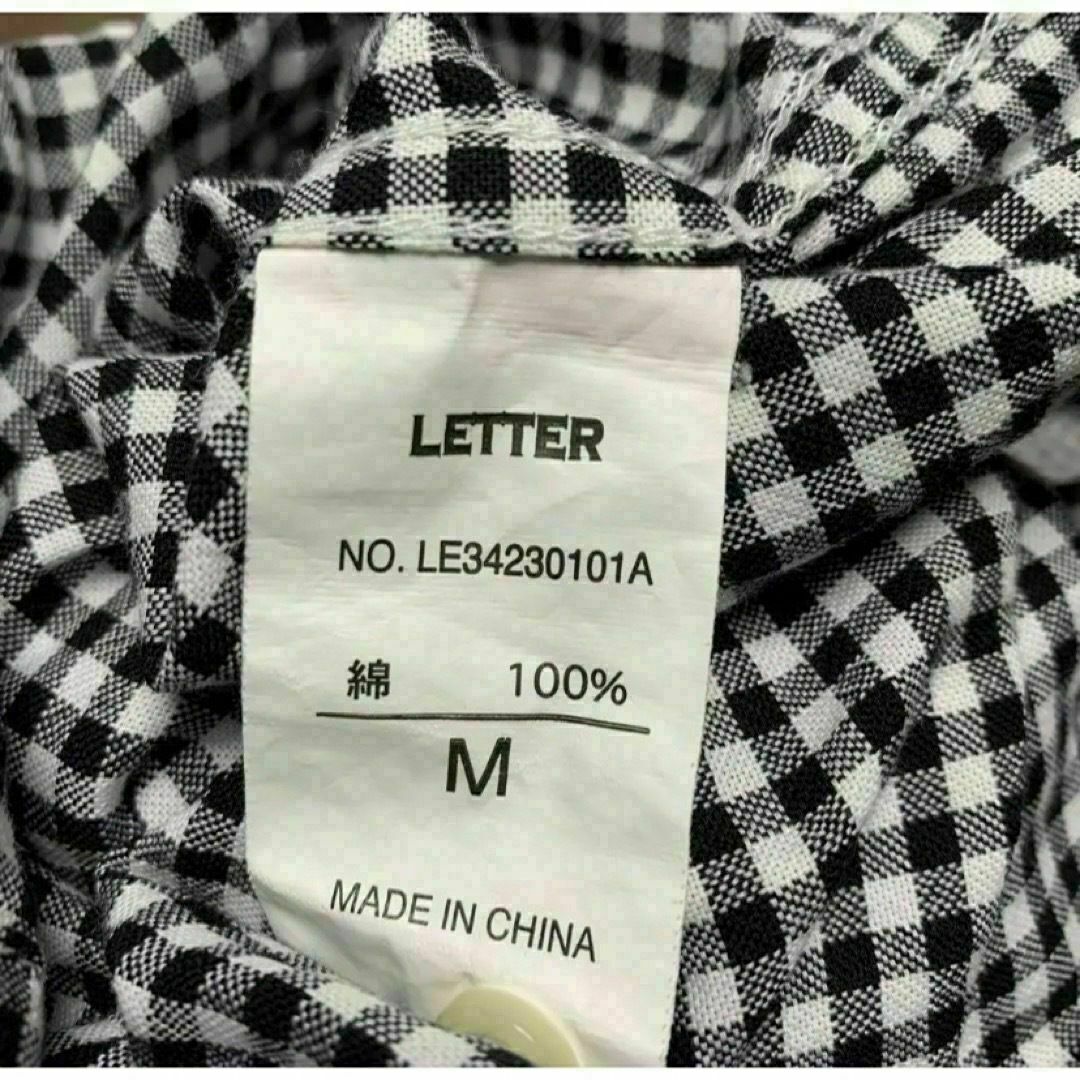 LETTER
NO. LE34230101A
綿 100%
M
MADE IN CHINA